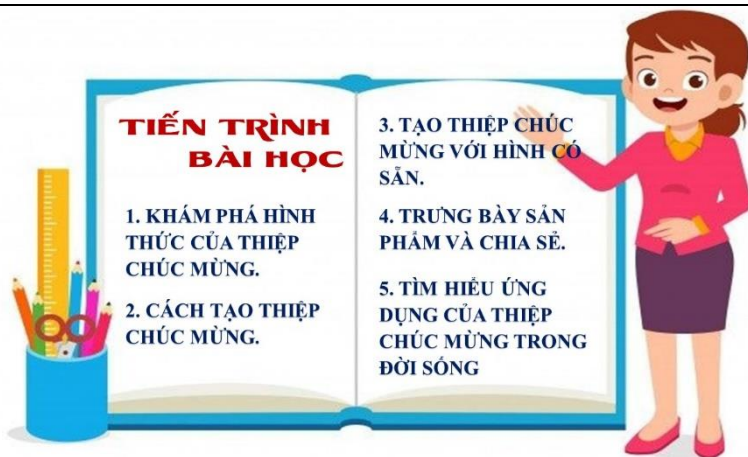 TIẾN TRÌNH
BÀI HỌC
1. KHÁM PHÁ HÌNH
THỨC CỦA THIỆP
CHÚC MỪNG.
2. CÁCH TẠO THIỆP
CHÚC MỪNG.
3. TẠO THIỆP CHÚC
MỪNG VỚI HÌNH CÓ
SẴN.
4. TRƯNG BÀY SẢN
PHẨM VÀ CHIA SẺ.
5. TÌM HIỂU ỨNG
DỤNG CỦA THIỆP
CHÚC MỪNG TRONG
ĐỜI SỐNG